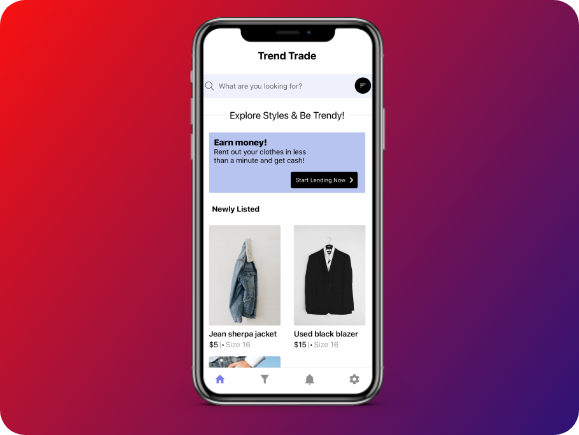 Trend Trade
What are you looking for?
Explore Styles & Be Trendy!
Earn money!
Rent out your clothes in less
than a minute and get cash!
Start Lending Now
Newly Listed
Jean sherpa jacket
$5 |• Size 16
Used black blazer
$15 |• Size 16